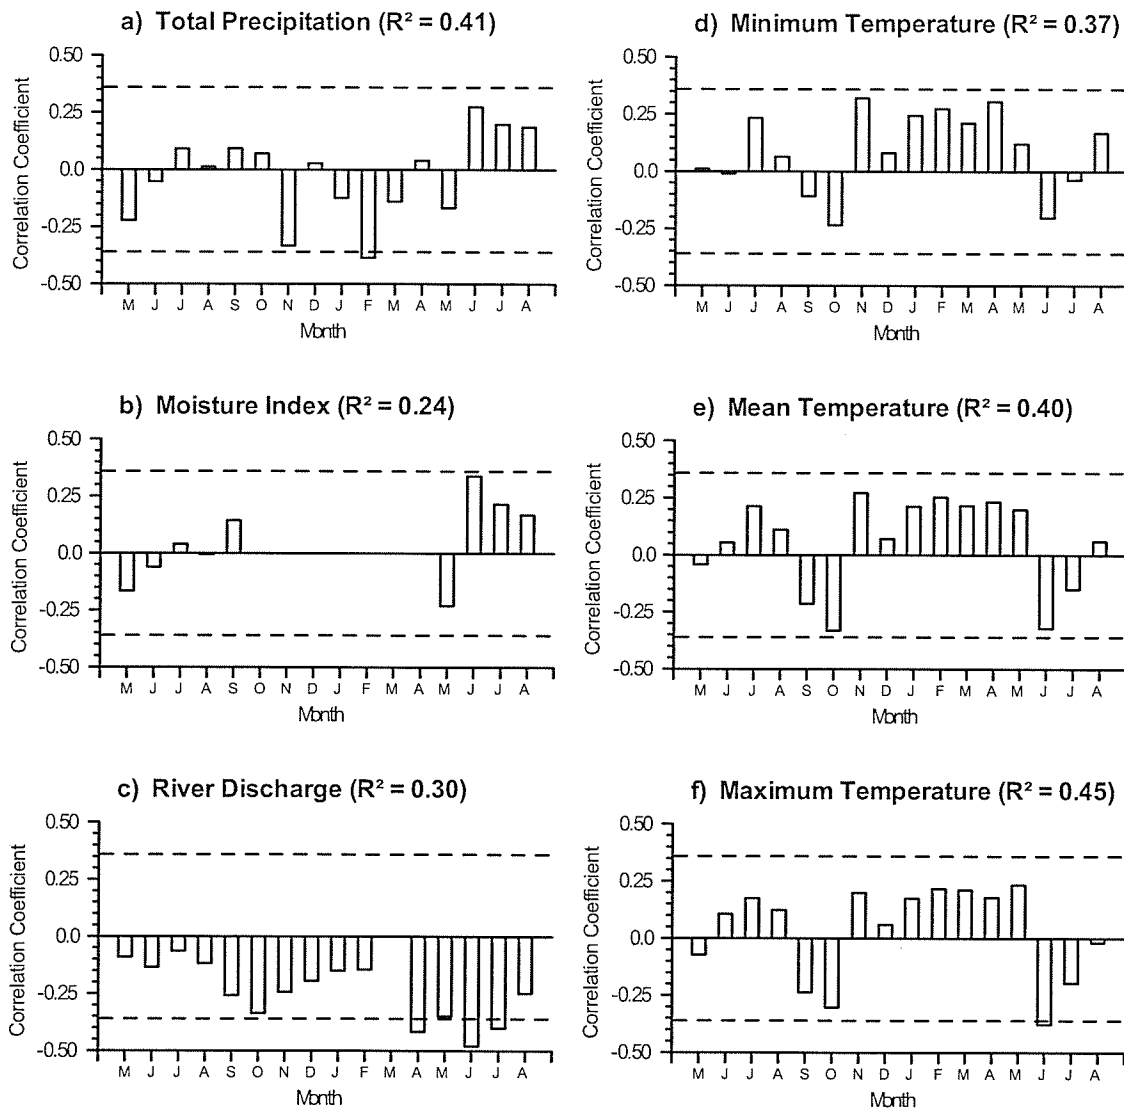 a) Total Precipitation (R² = 0.41)
0.50
0.25
0.0
-0.25
-0.50
Correlation Coefficient
M J J A S O N D J F M A M J J A
Month
b) Moisture Index (R² = 0.24)
0.50
0.25
0.0
-0.25
-0.50
Correlation Coefficient
M J J A S O N D J F M A M J J A
Month
c) River Discharge (R² = 0.30)
0.50
0.25
0.0
-0.25
-0.50
Correlation Coefficient
M J J A S O N D J F M A M J J A
Month
d) Minimum Temperature (R² = 0.37)
0.50
0.25
0.0
-0.25
-0.50
Correlation Coefficient
M J J A S O N D J F M A M J J A
Month
e) Mean Temperature (R² = 0.40)
0.50
0.25
0.0
-0.25
-0.50
Correlation Coefficient
M J J A S O N D J F M A M J J A
Month
f) Maximum Temperature (R² = 0.45)
0.50
0.25
0.0
-0.25
-0.50
Correlation Coefficient
M J J A S O N D J F M A M J J A
Month